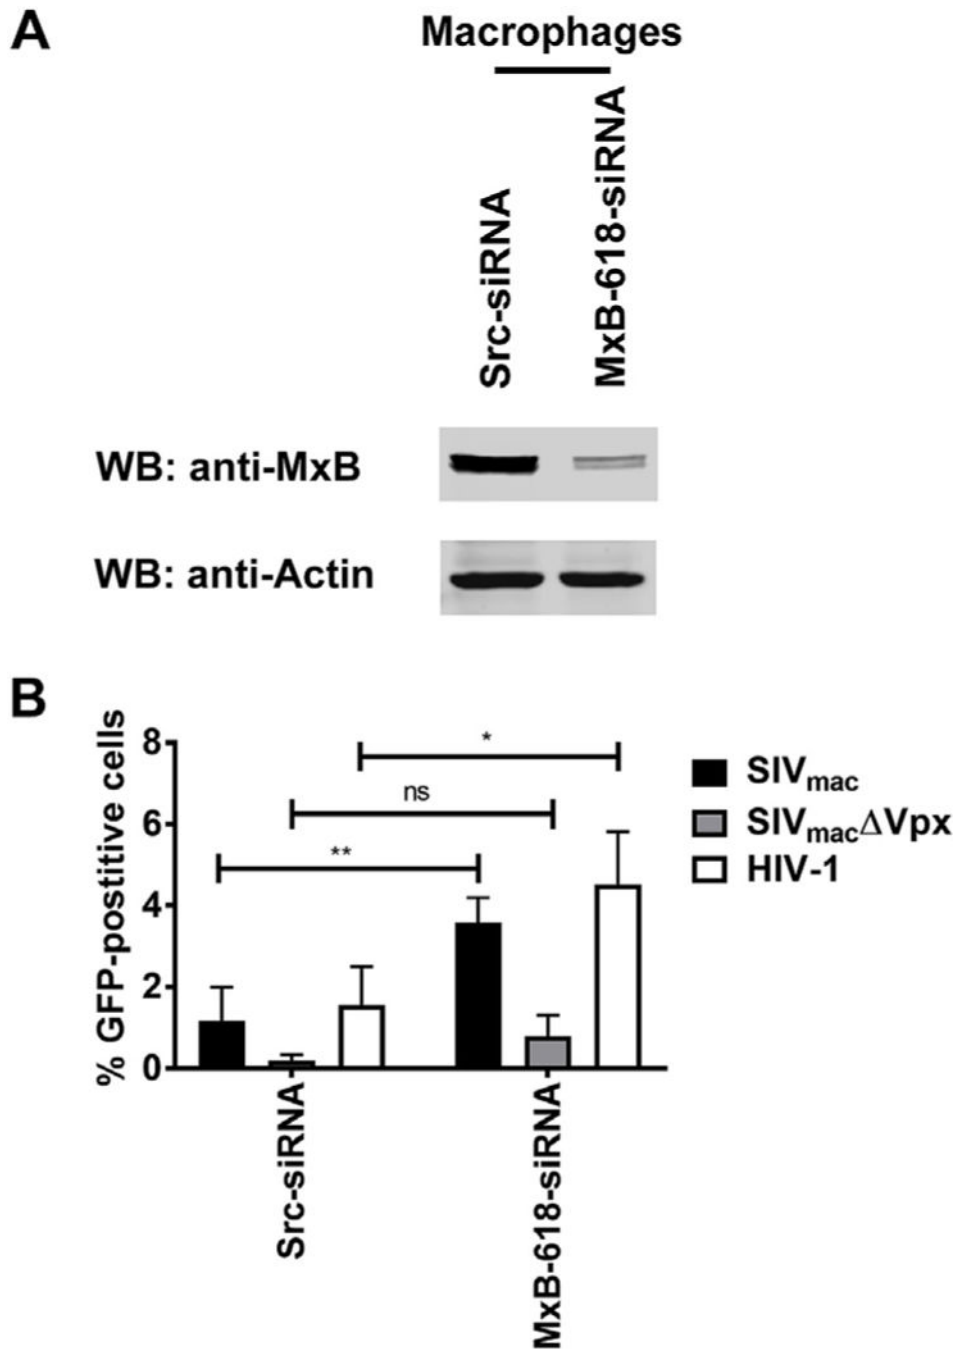 A
Macrophages
Src-siRNA
MxB-618-siRNA
WB: anti-MxB
WB: anti-Actin
B
% GFP-postitive cells
8
6
4
2
0
*
ns
**
SIVmac
SIVmacΔVpx
HIV-1
Src-siRNA
MxB-618-siRNA